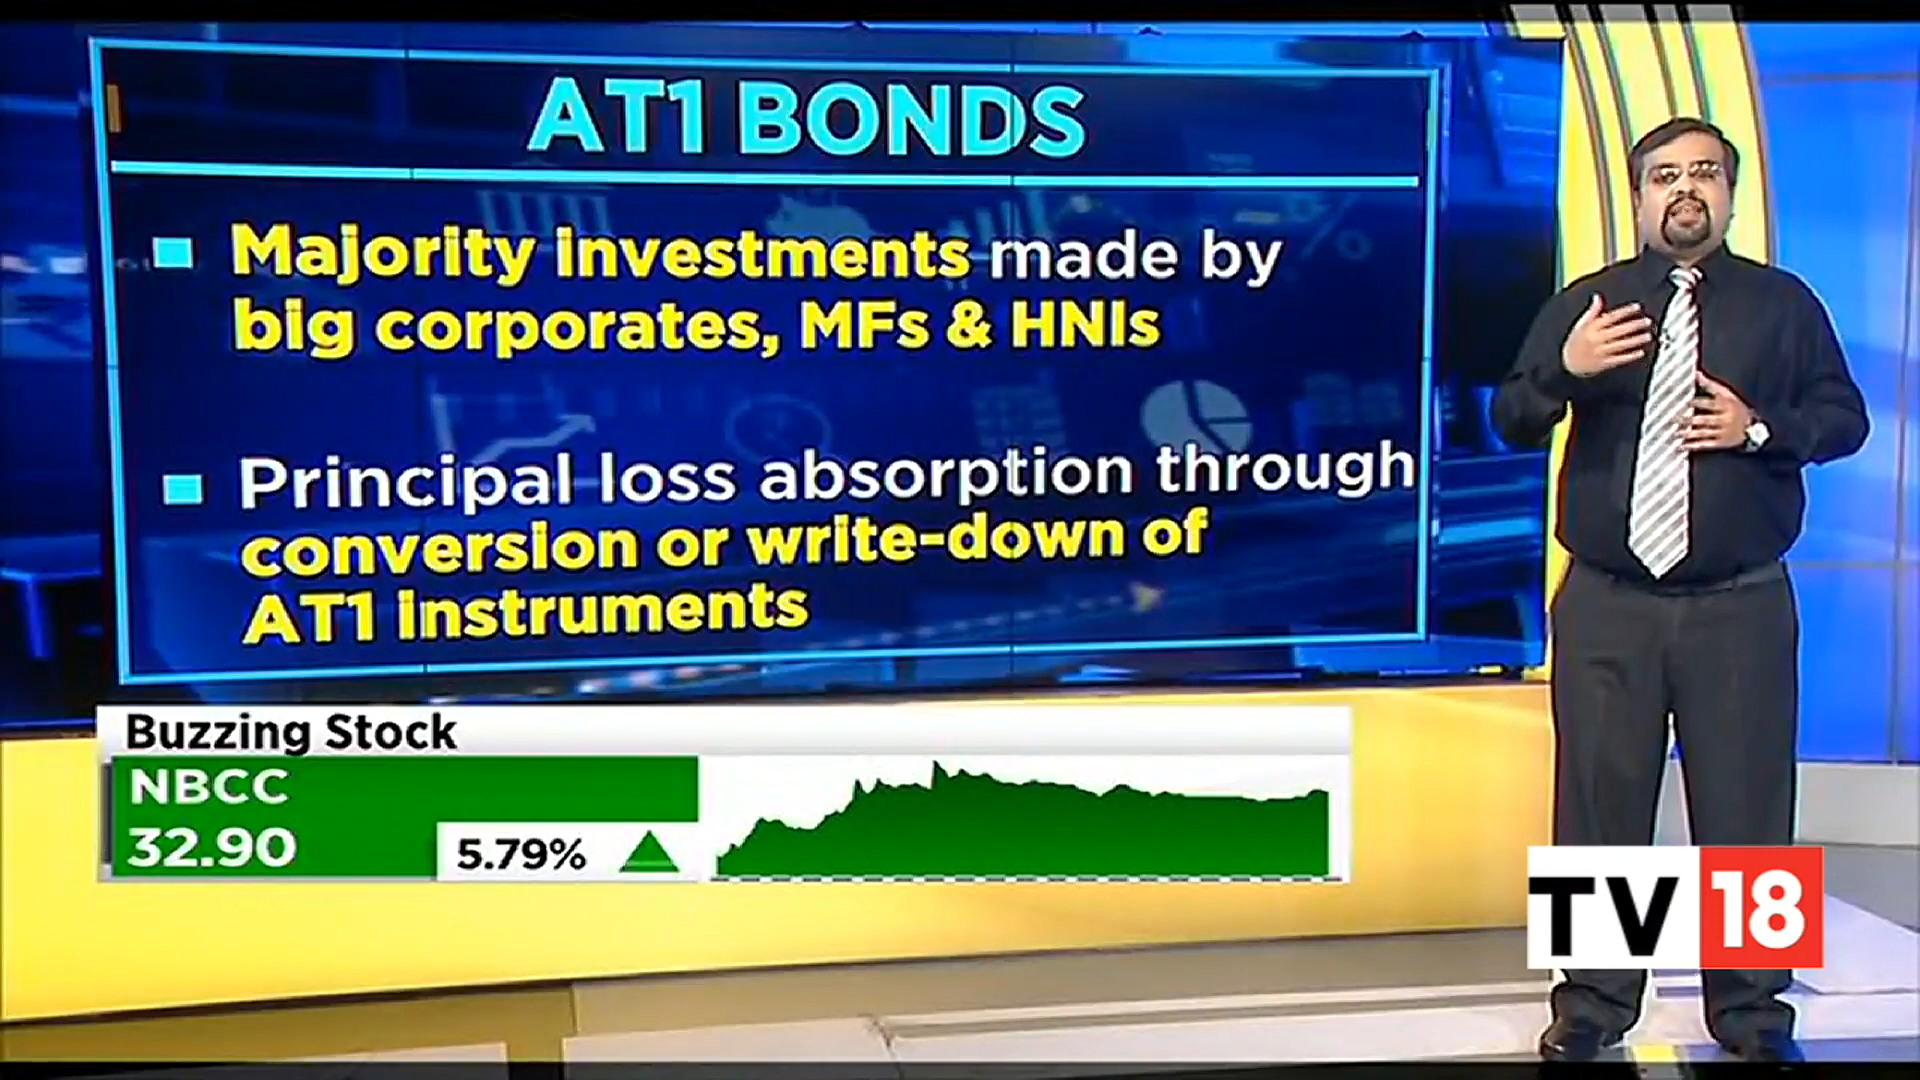 AT1 BONDS
Majority investments made by
big corporates, MFs & HNIs
Principal loss absorption through
conversion or write-down of
AT1 instruments
Buzzing Stock
NBCC
32.90
5.79%
TV18